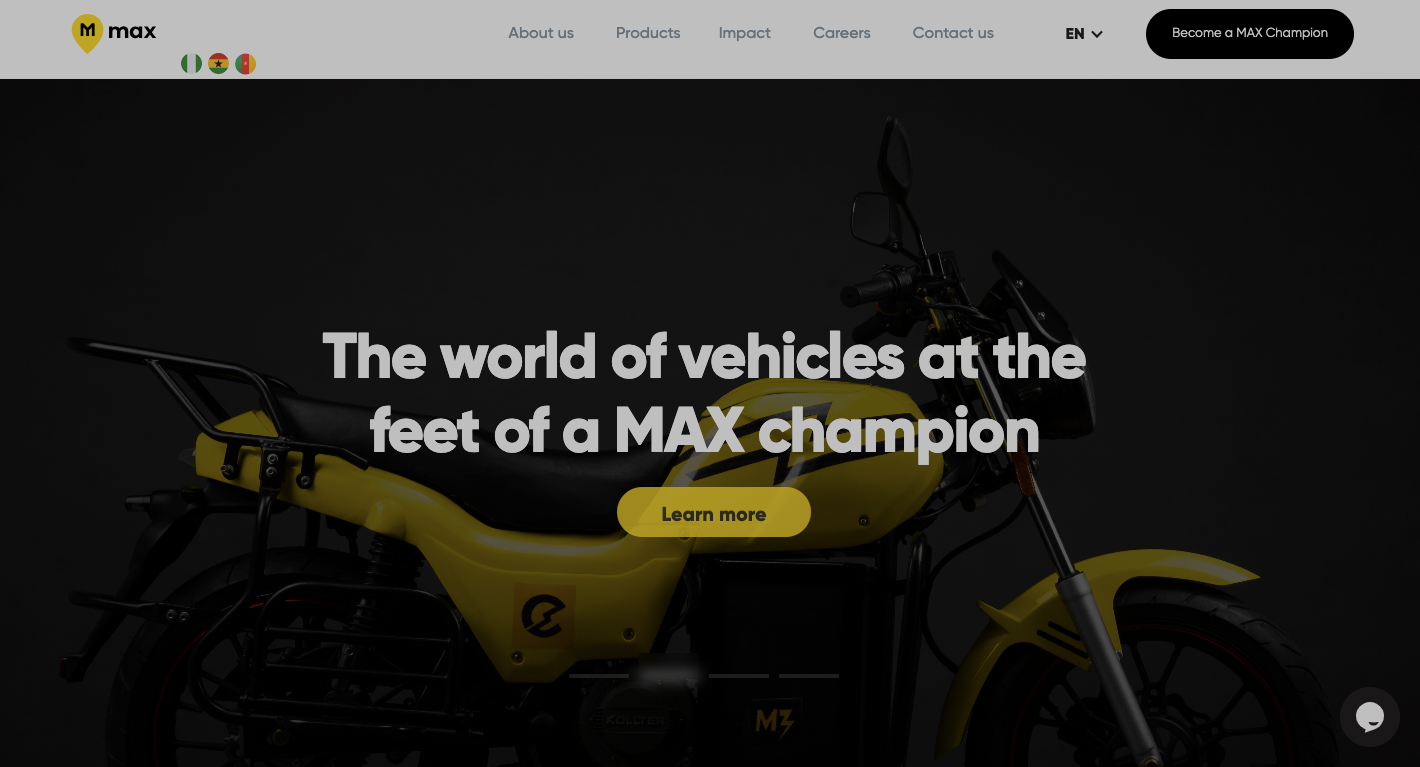 M max
About us
Products
Impact
Careers
Contact us
EN
Become a MAX Champion
The world of vehicles at the
feet of a MAX champion
Learn more
KOLLTER
M3